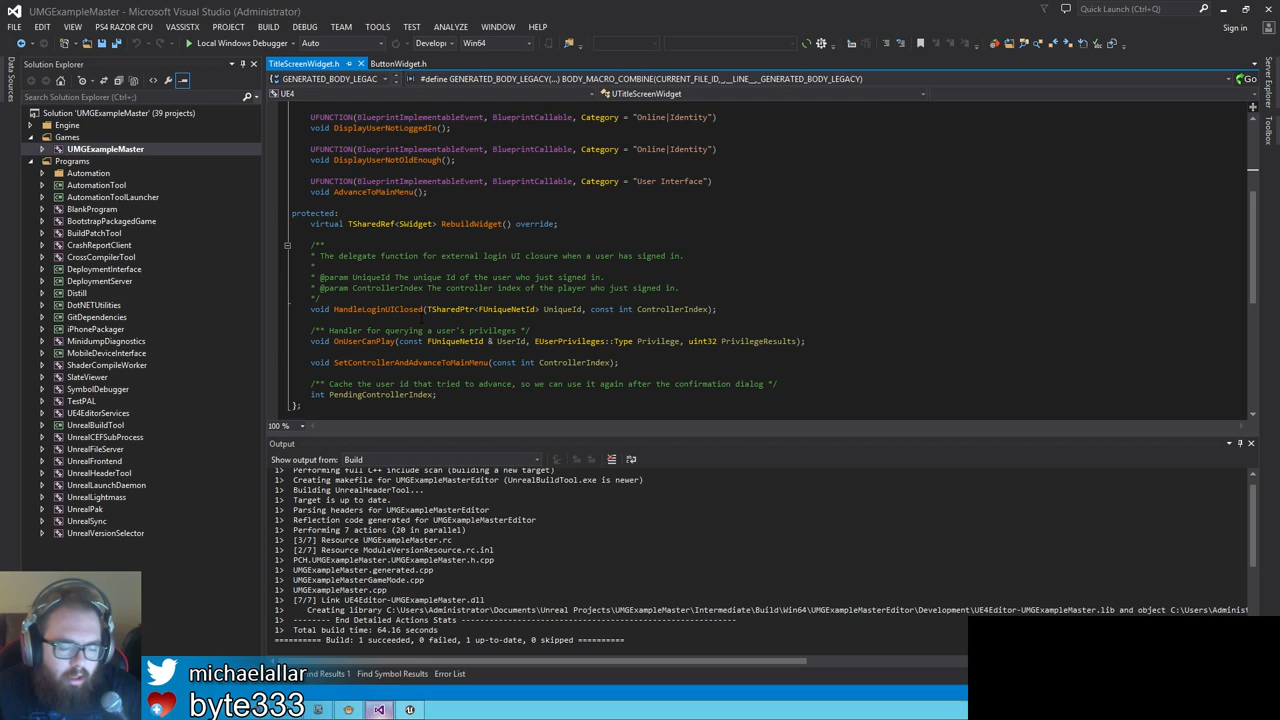 UMGExampleMaster - Microsoft Visual Studio (Administrator)
Quick Launch (Ctrl+;)
FILE EDIT VIEW PS4 RAZOR CPU VASSISTX PROJECT BUILD DEBUG TEAM TOOLS TEST ANALYZE WINDOW HELP
Sign in
Local Windows Debugger Auto Develop Win64
Data Sources
Solution Explorer
Search Solution Explorer (Ctrl+;)
Solution 'UMGExampleMaster' (39 projects)
Engine
Games
UMGExampleMaster
Programs
Automation
AutomationTool
AutomationToolLauncher
BlankProgram
BootstrapPackagedGame
BuildPatchTool
CrashReportClient
CrossCompilerTool
DeploymentInterface
DeploymentServer
Distill
DotNETUtilities
GitDependencies
iPhonePackager
MinidumpDiagnostics
MobileDeviceInterface
ShaderCompileWorker
SlateViewer
SymbolDebugger
TestPAL
UE4EditorServices
UnrealBuildTool
UnrealCEFSubProcess
UnrealFileServer
UnrealFrontend
UnrealHeaderTool
UnrealLaunchDaemon
UnrealLightmass
UnrealPak
UnrealSync
UnrealVersionSelector
TitleScreenWidget.h ButtonWidget.h
GENERATED_BODY_LEGAC #define GENERATED_BODY_LEGACY(...) BODY_MACRO_COMBINE(CURRENT_FILE_ID,_,__LINE__,_GENERATED_BODY_LEGACY) Go
UE4 UTitleScreenWidget
UFUNCTION(BlueprintImplementableEvent, BlueprintCallable, Category = "Online|Identity")
void DisplayUserNotLoggedIn();
UFUNCTION(BlueprintImplementableEvent, BlueprintCallable, Category = "Online|Identity")
void DisplayUserNotOldEnough();
UFUNCTION(BlueprintImplementableEvent, BlueprintCallable, Category = "User Interface")
void AdvanceToMainMenu();
protected:
virtual TSharedRef<SWidget> RebuildWidget() override;
/**
* The delegate function for external login UI closure when a user has signed in.
*
* @param UniqueId The unique Id of the user who just signed in.
* @param ControllerIndex The controller index of the player who just signed in.
*/
void HandleLoginUIClosed(TSharedPtr<FUniqueNetId> UniqueId, const int ControllerIndex);
/** Handler for querying a user's privileges */
void OnUserCanPlay(const FUniqueNetId & UserId, EUserPrivileges::Type Privilege, uint32 PrivilegeResults);
void SetControllerAndAdvanceToMainMenu(const int ControllerIndex);
/** Cache the user id that tried to advance, so we can use it again after the confirmation dialog */
int PendingControllerIndex;
};
100 %
Server Explorer
Toolbox
Output
Show output from: Build
1> Performing full C++ include scan (building a new target)
1> Creating makefile for UMGExampleMasterEditor (UnrealBuildTool.exe is newer)
1> Building UnrealHeaderTool...
1> Target is up to date.
1> Parsing headers for UMGExampleMasterEditor
1> Reflection code generated for UMGExampleMasterEditor
1> Performing 7 actions (20 in parallel)
1> [3/7] Resource UMGExampleMaster.rc
1> [2/7] Resource ModuleVersionResource.rc.inl
1> PCH.UMGExampleMaster.UMGExampleMaster.h.cpp
1> UMGExampleMaster.generated.cpp
1> UMGExampleMasterGameMode.cpp
1> UMGExampleMaster.cpp
1> [7/7] Link UE4Editor-UMGExampleMaster.dll
1> Creating library C:\Users\Administrator\Documents\Unreal Projects\UMGExampleMaster\Intermediate\Build\Win64\UMGExampleMasterEditor\Development\UE4Editor-UMGExampleMaster.lib and object C:\Users\Administ
1> -------- End Detailed Actions Stats -----------------------------------------------------------
1> Total build time: 64.16 seconds
========== Build: 1 succeeded, 0 failed, 1 up-to-date, 0 skipped ==========
Results 1 Find Symbol Results Error List
michaelallar
byte333